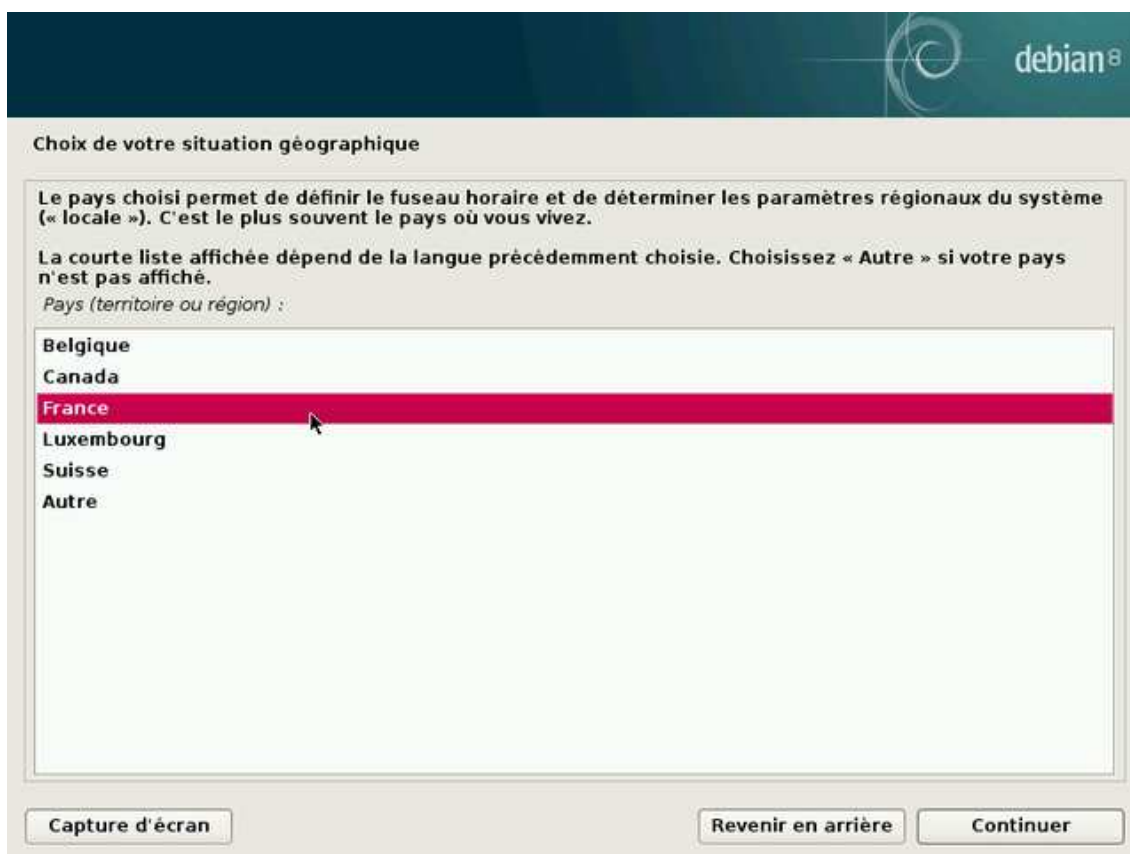 debian 8
Choix de votre situation géographique
Le pays choisi permet de définir le fuseau horaire et de déterminer les paramètres régionaux du système
(« locale »). C'est le plus souvent le pays où vous vivez.
La courte liste affichée dépend de la langue précédemment choisie. Choisissez « Autre » si votre pays
n'est pas affiché.
Pays (territoire ou région) :
Belgique
Canada
France
Luxembourg
Suisse
Autre
Capture d'écran
Revenir en arrière
Continuer